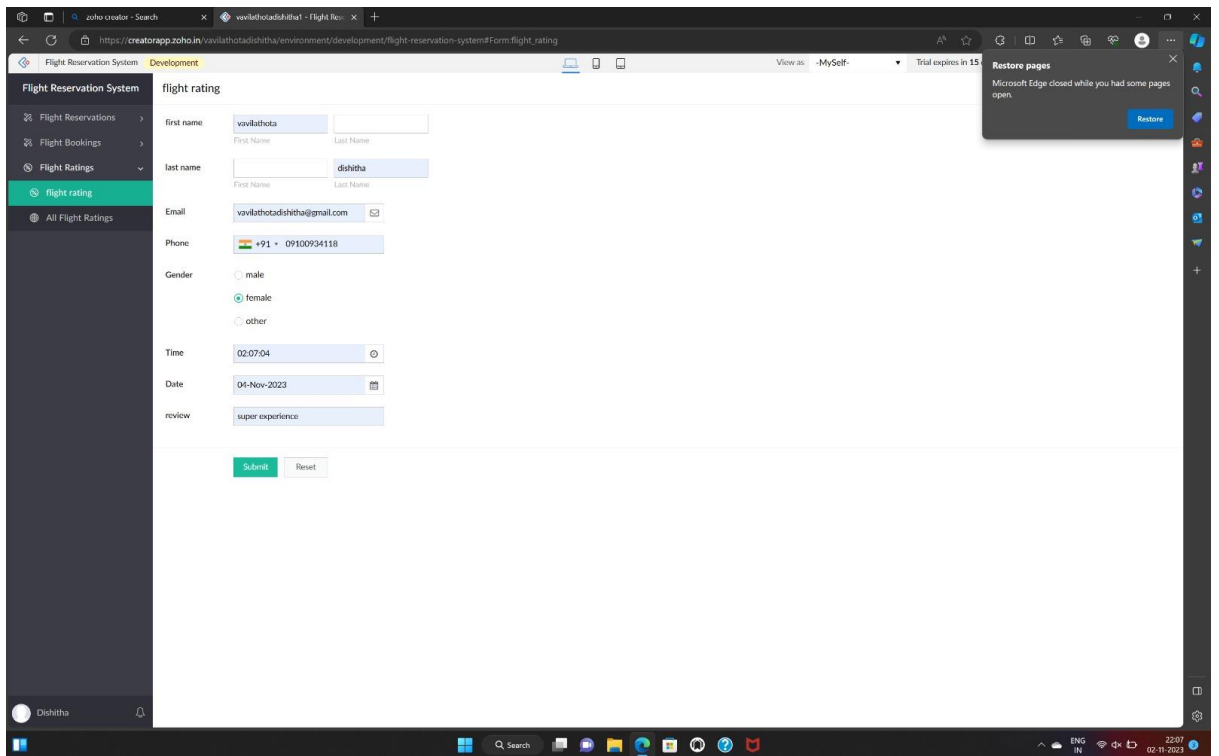 zoho creator - Search
vavilathotadishitha1 - Flight Res
https://creatorapp.zoho.in/vavilathotadishitha/environment/development/flight-reservation-system#Form:flight_rating
Flight Reservation System Development
View as -MySelf-
Trial expires in 15
Restore pages
Microsoft Edge closed while you had some pages
open.
Restore
Flight Reservation System
Flight Reservations
Flight Bookings
Flight Ratings
flight rating
All Flight Ratings
flight rating
first name vavilathota
First Name Last Name
last name dishitha
First Name Last Name
Email vavilathotadishitha@gmail.com
Phone +91 09100934118
Gender male
female
other
Time 02:07:04
Date 04-Nov-2023
review super experience
Submit Reset
Dishitha
Search
ENG
IN
22:07
02-11-2023